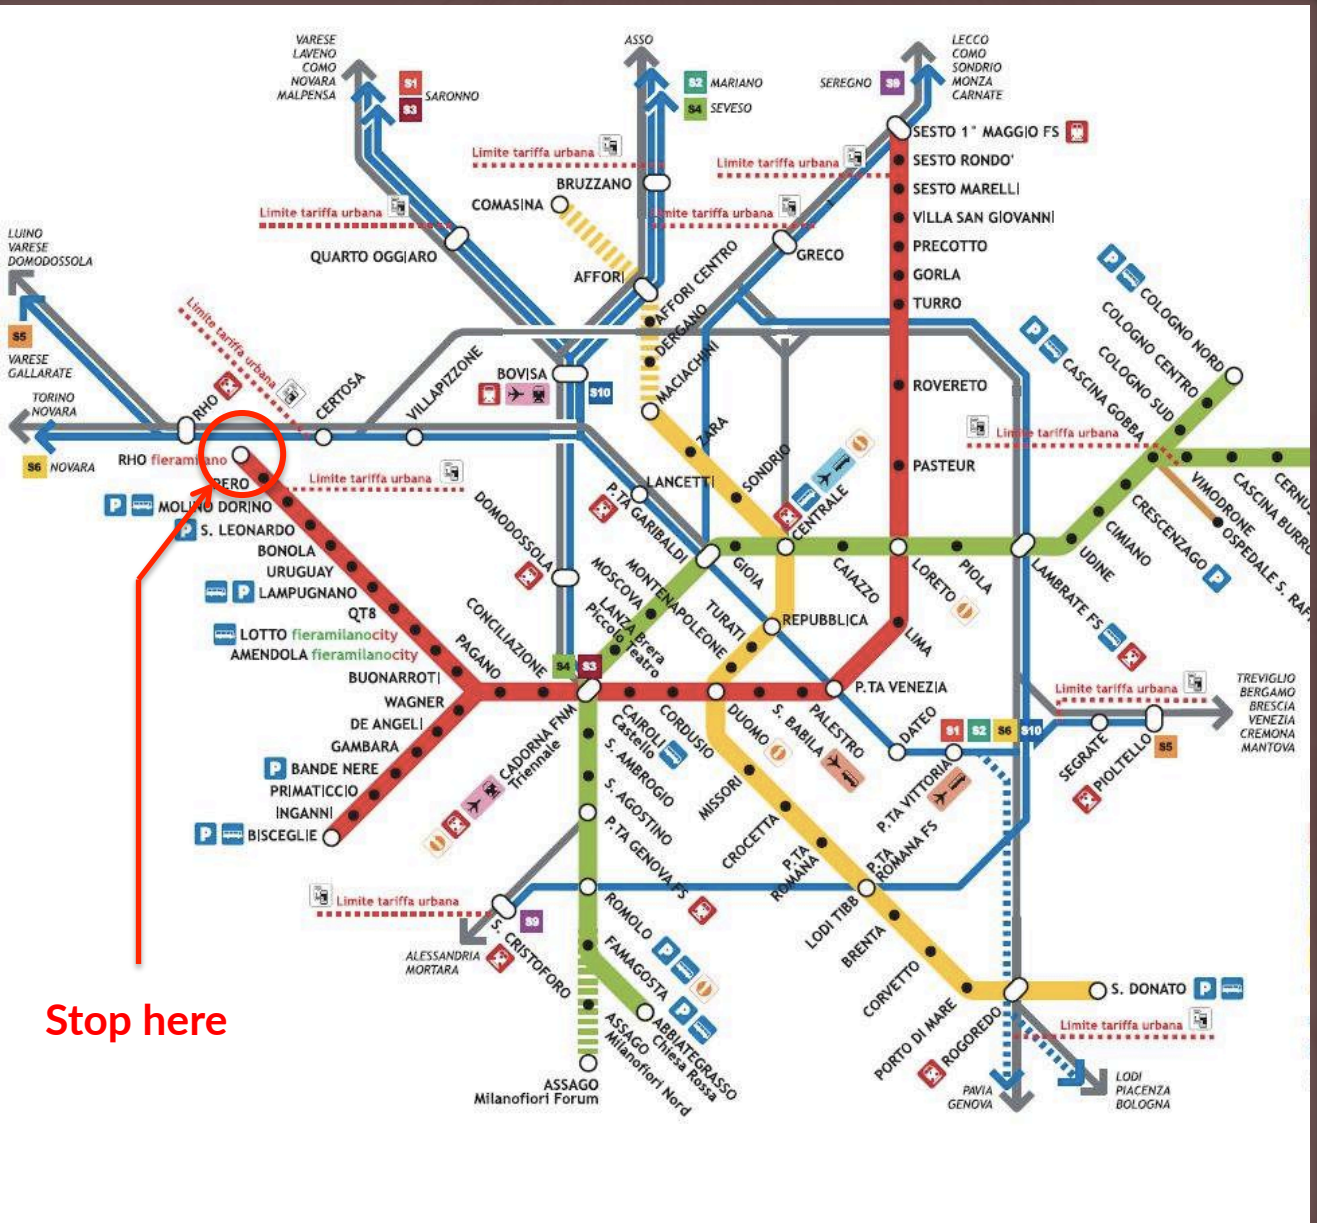 VARESE
LAVENO
COMO
NOVARA
MALPENSA
S1
S3
SARONNO
ASSO
S2 MARIANO
S4 SEVESO
SEREGNO S9
LECCO
COMO
SONDRIO
MONZA
CARNATE
SESTO 1° MAGGIO FS
SESTO RONDO'
SESTO MARELLI
VILLA SAN GIOVANNI
PRECOTTO
GORLA
TURRO
ROVERETO
PASTEUR
Limite tariffa urbana
Limite tariffa urbana
Limite tariffa urbana
Limite tariffa urbana
BRUZZANO
COMASINA
QUARTO OGGIARO
AFFORI
GRECO
AFFORI CENTRO
DERGANO
MACIACHINI
LUINO
VARESE
DOMODOSSOLA
S5
VARESE
GALLARATE
TORINO
NOVARA
S6 NOVARA
Limite tariffa urbana
RHO
CERTOSA
VILLAPIZZONE
BOVISA
S10
P COLOGNO NORD
COLOGNO CENTRO
COLOGNO SUD
P CASCINA GOBBA
Limite tariffa urbana
VIMODRONE
CASCINA BURRO
CERNUS
OSPEDALE S. RAF
CRESCENZAGO P
CIMIANO
UDINE
LAMBRATE FS
PIOLA
LORETO
CAIAZZO
CENTRALE
SONDRIO
ZARA
LANCETTI
P.TA GARIBALDI
GIOIA
DOMODOSSOLA
MOSCOVA
LANZA Brera
Piccolo Teatro
MONTENAPOLEONE
TURATI
REPUBBLICA
LIMA
RHO fieramilano
PERO
Limite tariffa urbana
P MOLINO DORINO
P S. LEONARDO
BONOLA
URUGUAY
P LAMPUGNANO
QT8
LOTTO fieramilanocity
AMENDOLA fieramilanocity
BUONARROTI
PAGANO
CONCILIAZIONE
S4 S3
WAGNER
DE ANGELI
GAMBARA
P BANDE NERE
PRIMATICCIO
INGANNI
P BISCEGLIE
CADORNA FNM
Triennale
CAIROLI
Castello
CORDUSIO
DUOMO
S. BABILA
PALESTRO
P.TA VENEZIA
DATEO
S1 S2 S6 S10
P.TA VITTORIA
Limite tariffa urbana
SEGRATE
PIOLTELLO
S5
TREVIGLIO
BERGAMO
BRESCIA
VENEZIA
CREMONA
MANTOVA
S. AMBROGIO
S. AGOSTINO
P.TA GENOVA FS
MISSORI
CROCETTA
P.TA
ROMANA
P.TA
ROMANA FS
LODI TIBB
BRENTA
CORVETTO
PORTO DI MARE
ROGOREDO
S. DONATO P
Limite tariffa urbana
Limite tariffa urbana
S9
S. CRISTOFORO
ALESSANDRIA
MORTARA
ROMOLO
FAMAGOSTA P
ABBIATEGRASSO
Chiesa Rossa
P
ASSAGO
Milanofiori Nord
ASSAGO
Milanofiori Forum
PAVIA
GENOVA
LODI
PIACENZA
BOLOGNA
Stop here